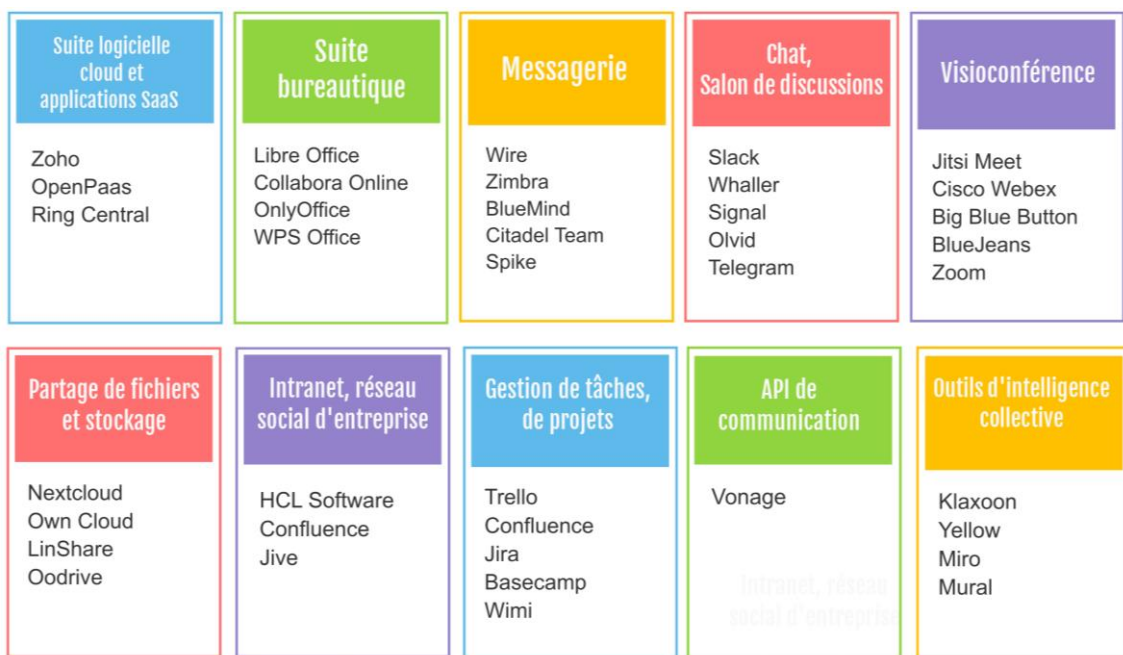 Suite logicielle
cloud et
applications SaaS
Zoho
OpenPaas
Ring Central
Suite
bureautique
Libre Office
Collabora Online
OnlyOffice
WPS Office
Messagerie
Wire
Zimbra
BlueMind
Citadel Team
Spike
Chat,
Salon de discussions
Slack
Whaller
Signal
Olvid
Telegram
Visioconférence
Jitsi Meet
Cisco Webex
Big Blue Button
BlueJeans
Zoom
Partage de fichiers
et stockage
Nextcloud
Own Cloud
LinShare
Oodrive
Intranet, réseau
social d'entreprise
HCL Software
Confluence
Jive
Gestion de tâches,
de projets
Trello
Confluence
Jira
Basecamp
Wimi
API de
communication
Vonage
Intranet, réseau
social d'entreprise
Outils d'intelligence
collective
Klaxoon
Yellow
Miro
Mural